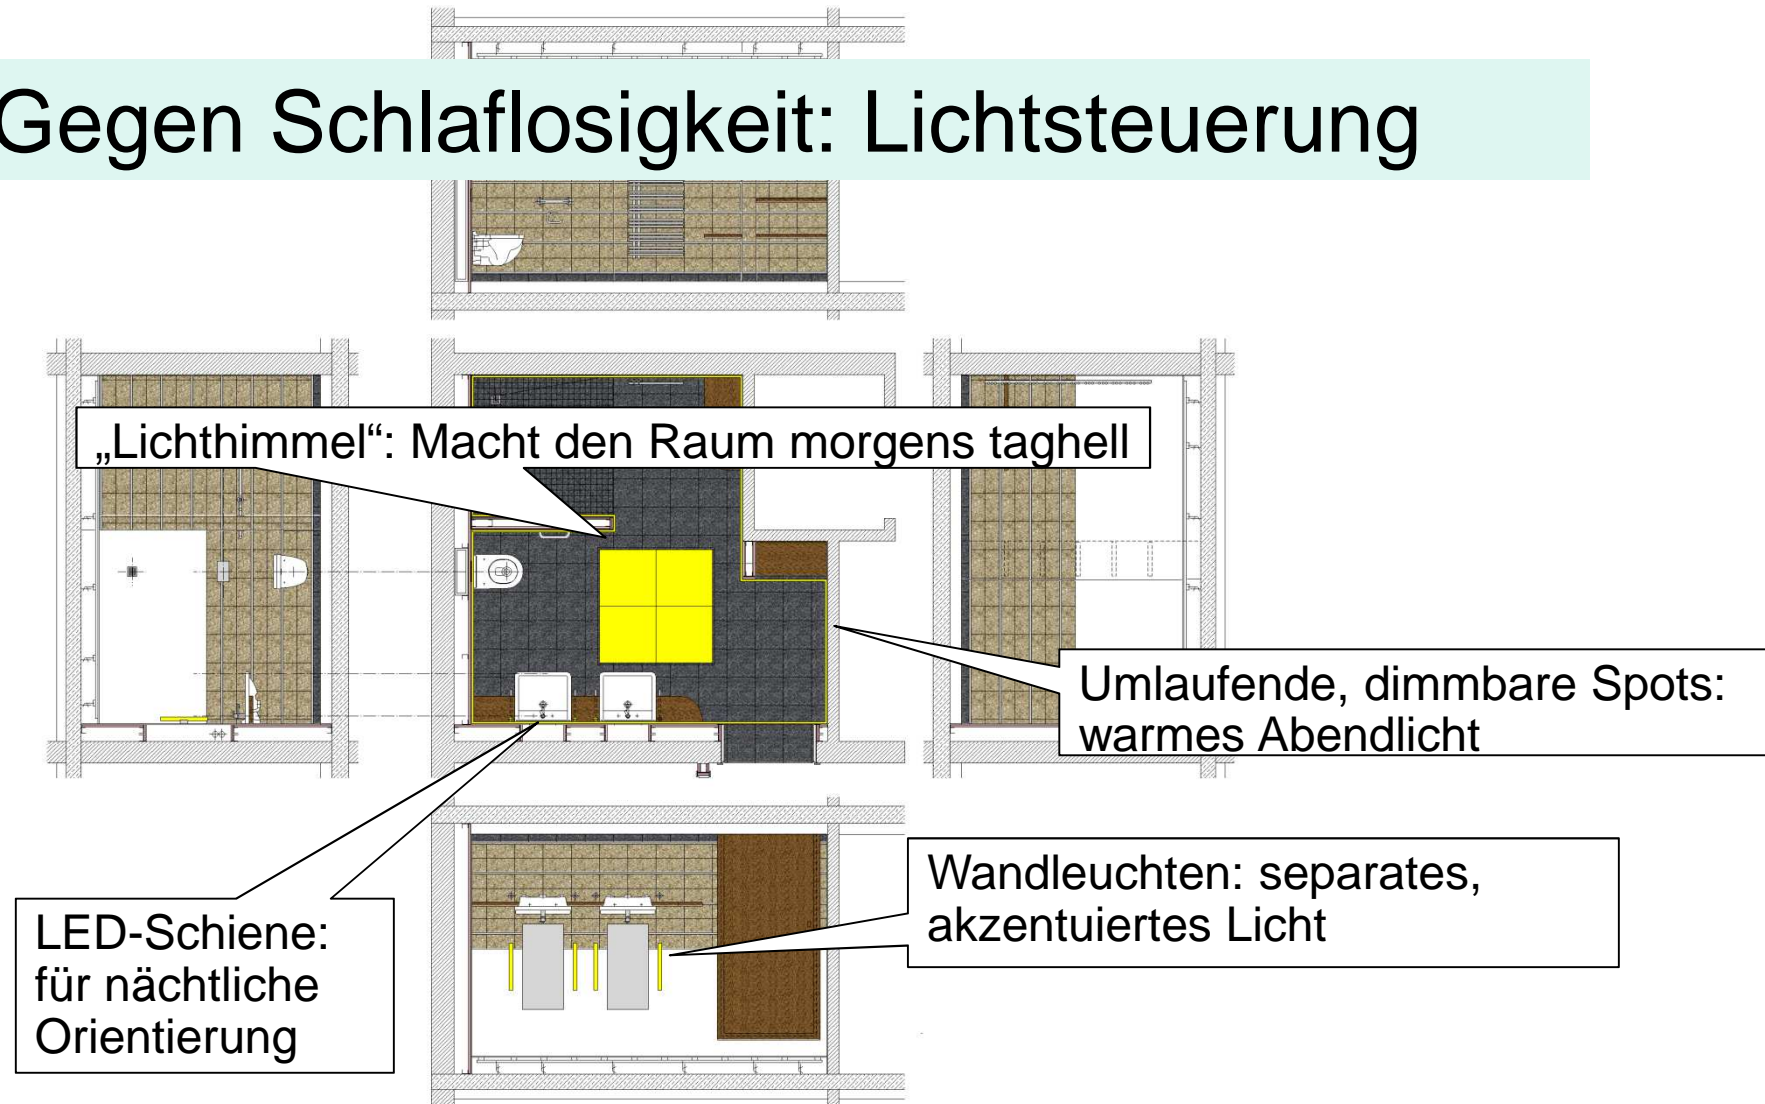 Gegen Schlaflosigkeit: Lichtsteuerung
„Lichthimmel“: Macht den Raum morgens taghell
Umlaufende, dimmbare Spots:
warmes Abendlicht
Wandleuchten: separates,
akzentuiertes Licht
LED-Schiene:
für nächtliche
Orientierung